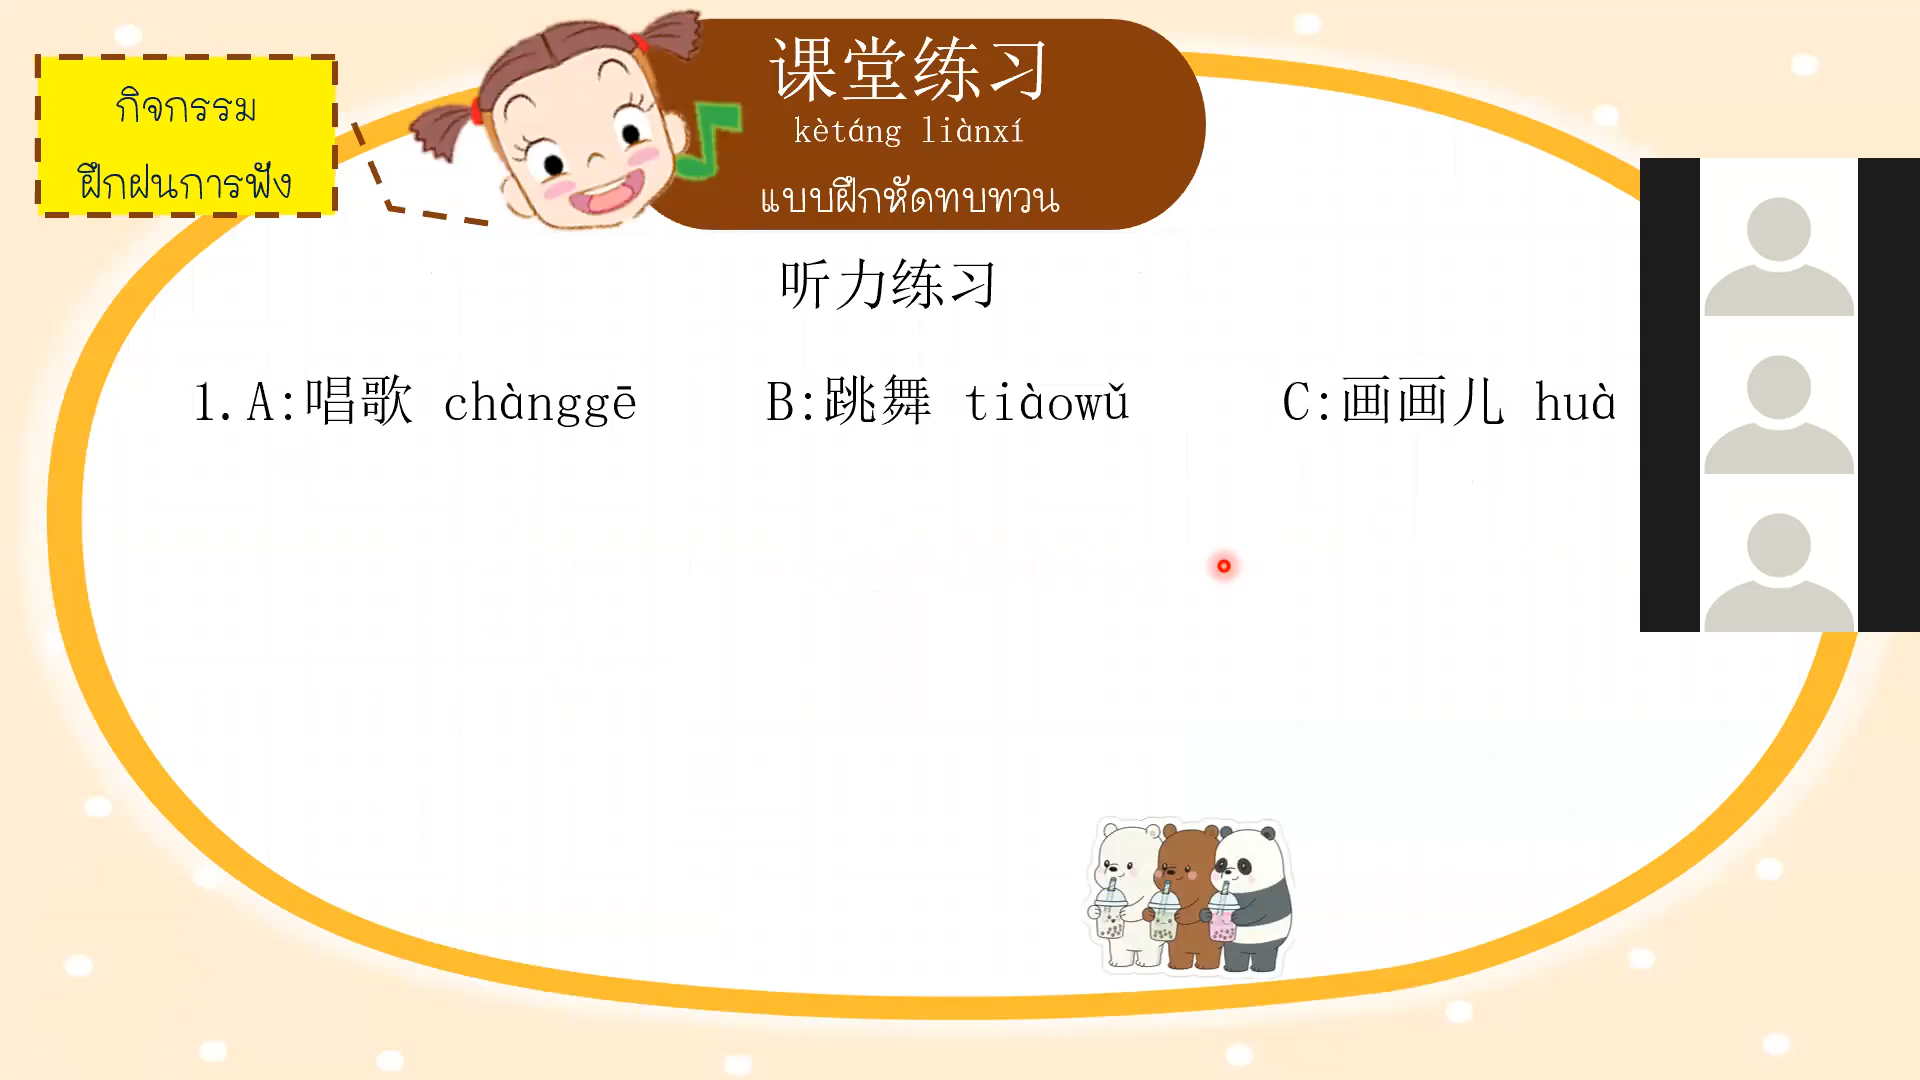 กิจกรรม
ฝึกฝนการฟัง
课堂练习
kètáng liànxí
แบบฝึกหัดทบทวน
听力练习
1.A:唱歌 chànggē B:跳舞 tiàowǔ C:画画儿 huà